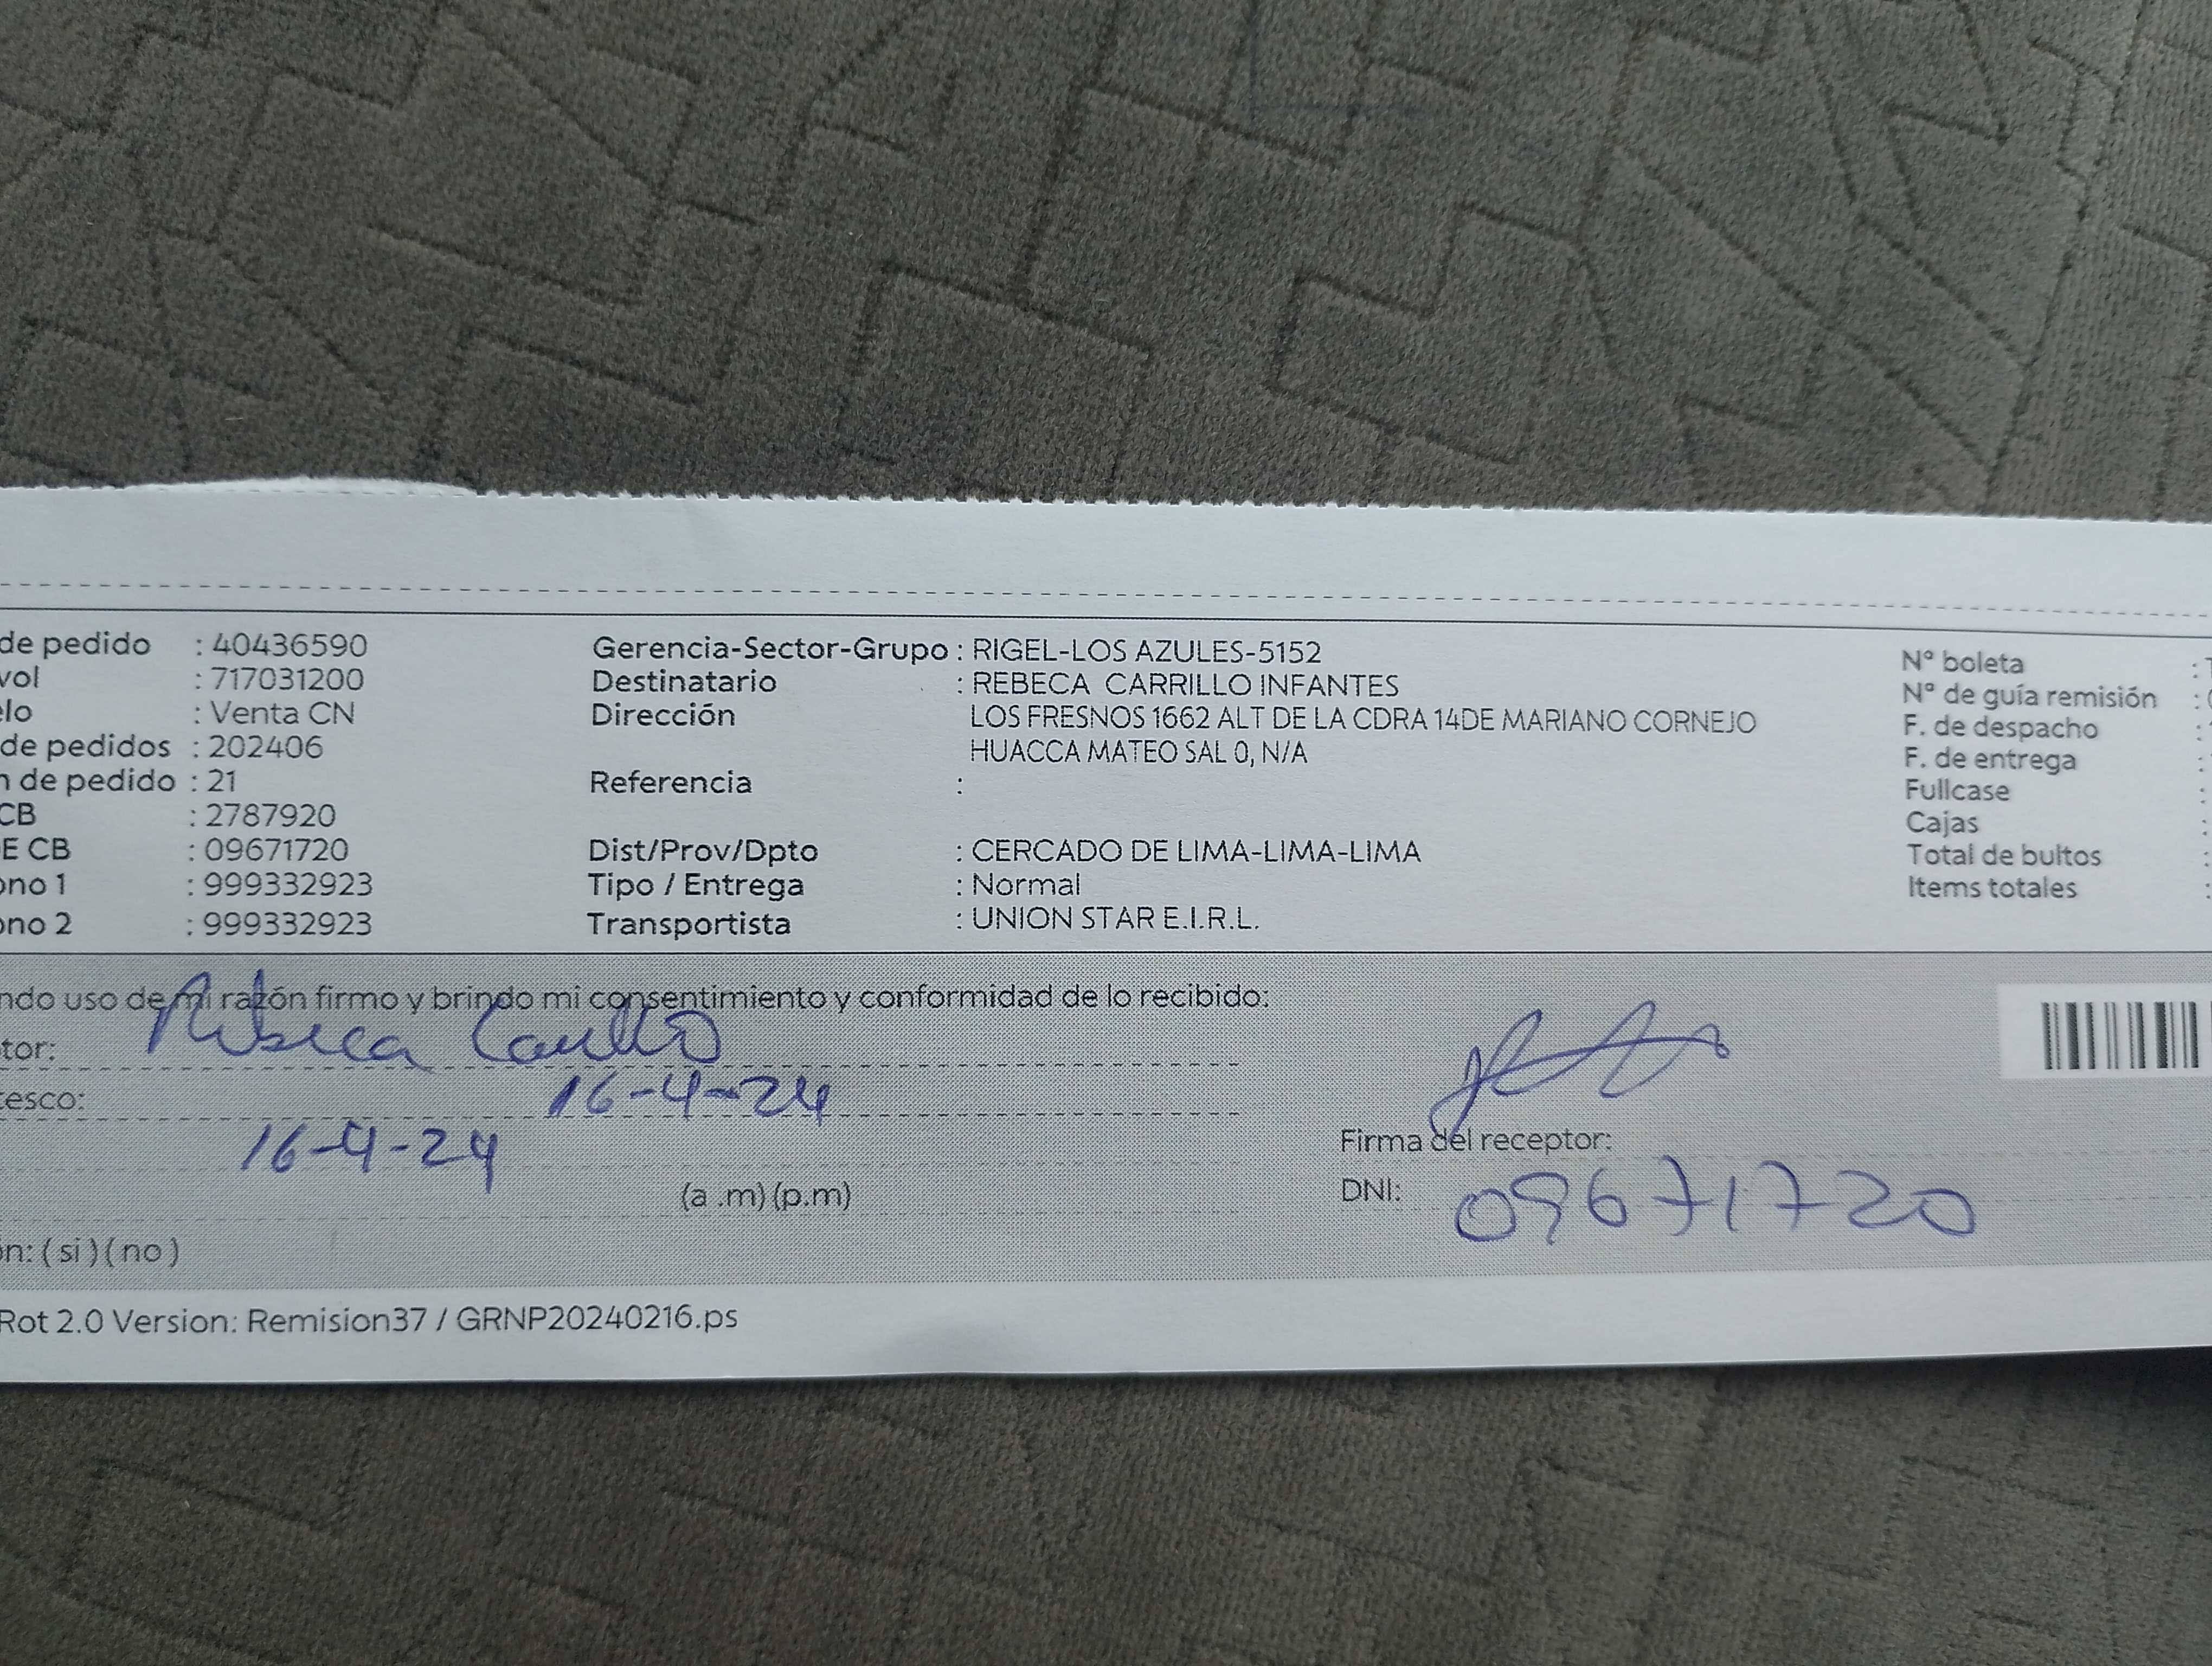 de pedido : 40436590 Gerencia-Sector-Grupo : RIGEL-LOS AZULES-5152 Nº boleta :
vol : 717031200 Destinatario : REBECA CARRILLO INFANTES Nº de guía remisión :
elo : Venta CN Dirección LOS FRESNOS 1662 ALT DE LA CDRA 14DE MARIANO CORNEJO F. de despacho :
de pedidos : 202406 HUACCA MATEO SAL 0, N/A F. de entrega :
n de pedido : 21 Referencia : Fullcase :
CB : 2787920 Cajas :
E CB : 09671720 Dist/Prov/Dpto : CERCADO DE LIMA-LIMA-LIMA Total de bultos :
ono 1 : 999332923 Tipo / Entrega : Normal Items totales :
ono 2 : 999332923 Transportista : UNION STAR E.I.R.L.
ndo uso de mi razón firmo y brindo mi consentimiento y conformidad de lo recibido:
tor: Rebeca Carrillo
tesco: 16-4-24
16-4-24 Firma del receptor:
(a .m) (p.m) DNI: 09671720
ón: ( si ) ( no )
Rot 2.0 Version: Remision37 / GRNP20240216.ps